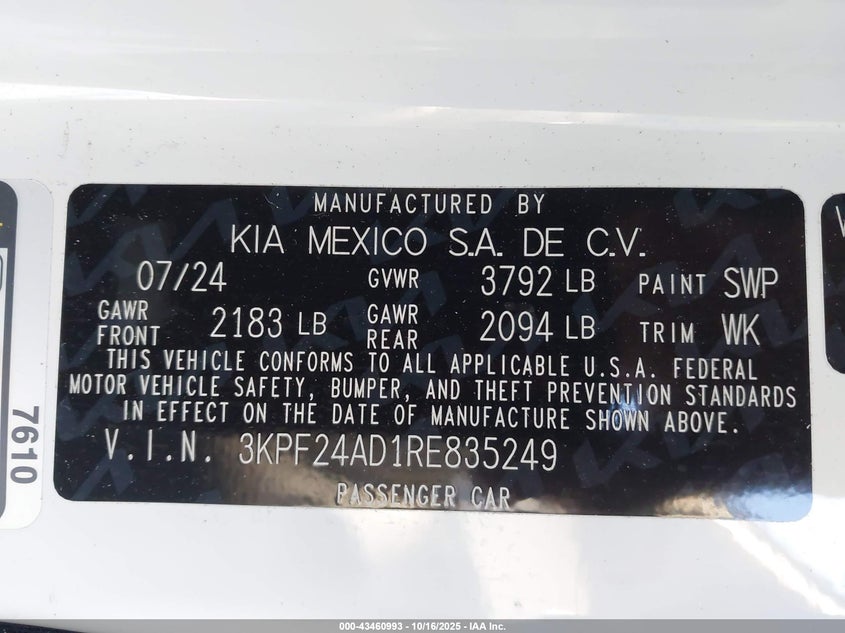 MANUFACTURED BY
KIA MEXICO S.A. DE C.V.
07/24 GVWR 3792 LB PAINT SWP
GAWR FRONT 2183 LB GAWR REAR 2094 LB TRIM WK
THIS VEHICLE CONFORMS TO ALL APPLICABLE U.S.A. FEDERAL
MOTOR VEHICLE SAFETY, BUMPER, AND THEFT PREVENTION STANDARDS
IN EFFECT ON THE DATE OF MANUFACTURE SHOWN ABOVE.
V.I.N. 3KPF24AD1RE835249
PASSENGER CAR
7610
000-43460993 | 10/16/2025 - IAA Inc.